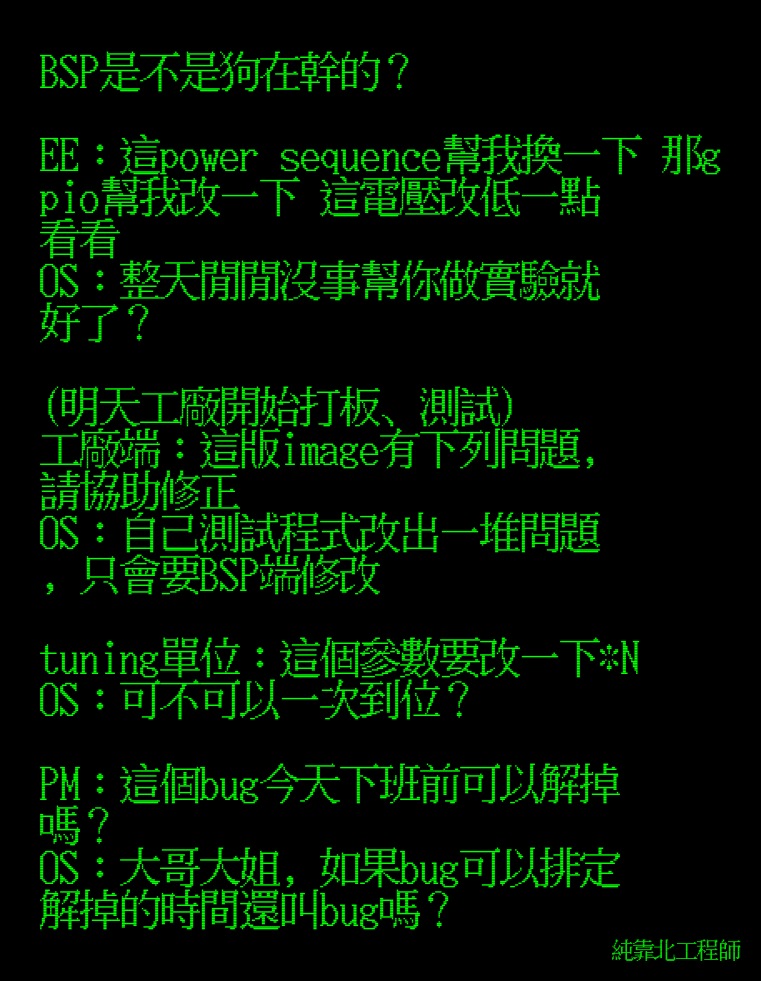 BSP是不是狗在幹的？
EE：這power sequence幫我換一下 那g
pio幫我改一下 這電壓改低一點
看看
OS：整天閒閒沒事幫你做實驗就
好了？
(明天工廠開始打板、測試)
工廠端：這版image有下列問題，
請協助修正
OS：自己測試程式改出一堆問題
，只會要BSP端修改
tuning單位：這個參數要改一下*N
OS：可不可以一次到位？
PM：這個bug今天下班前可以解掉
嗎？
OS：大哥大姐，如果bug可以排定
解掉的時間還叫bug嗎？
純靠北工程師